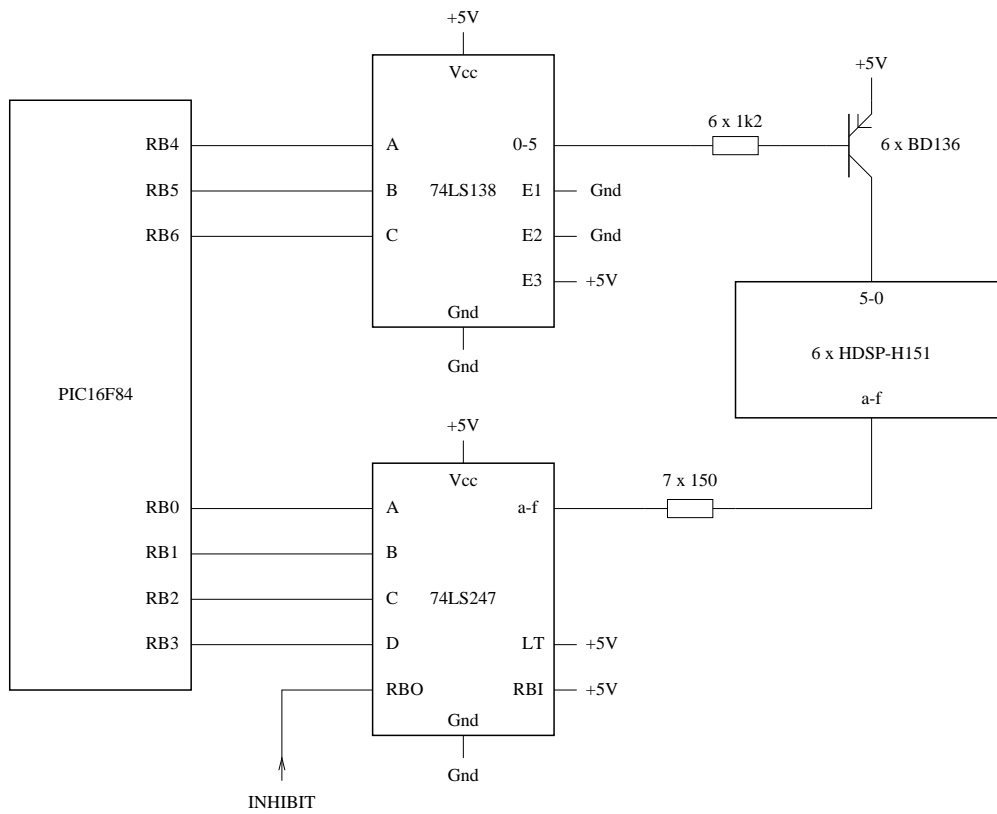 +5V
Vcc
+5V
6 x 1k2
RB4
A
0-5
6 x BD136
RB5
B
74LS138
E1
Gnd
RB6
C
E2
Gnd
E3
+5V
5-0
Gnd
6 x HDSP-H151
Gnd
PIC16F84
a-f
+5V
Vcc
7 x 150
RB0
A
a-f
RB1
B
RB2
C
74LS247
RB3
D
LT
+5V
RBO
RBI
+5V
Gnd
Gnd
INHIBIT